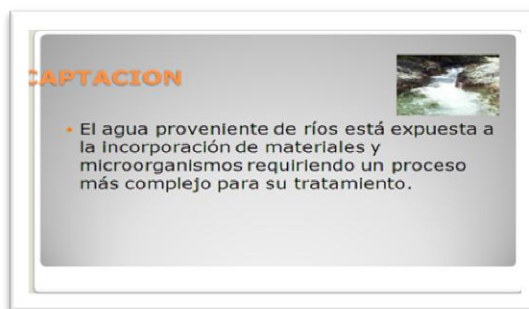 CAPTACION
• El agua proveniente de ríos está expuesta a
la incorporación de materiales y
microorganismos requiriendo un proceso
más complejo para su tratamiento.